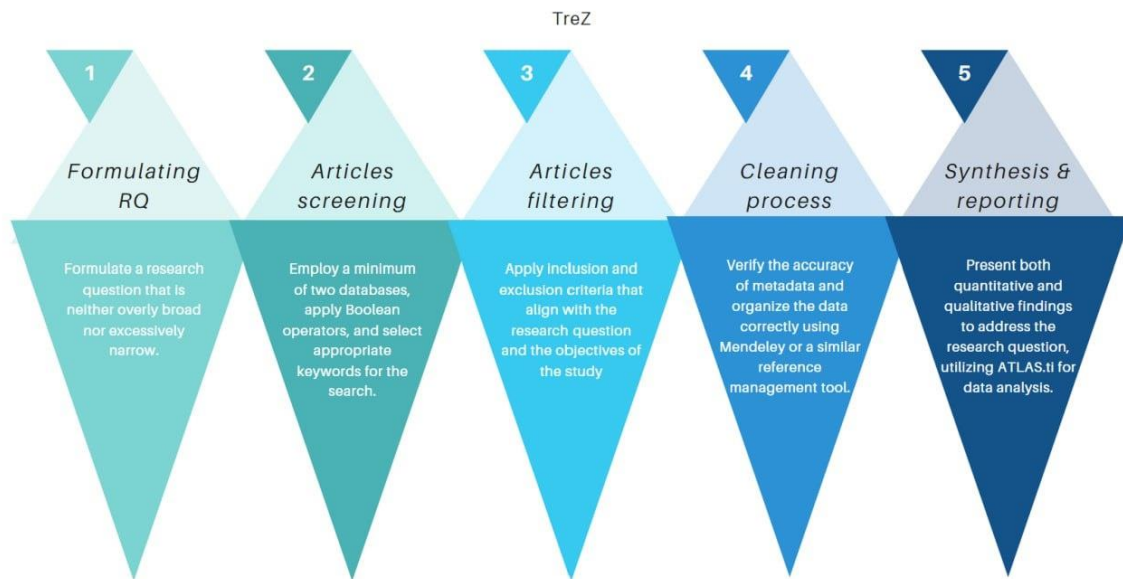 TreZ
1
Formulating
RQ
Formulate a research
question that is
neither overly broad
nor excessively
narrow.
2
Articles
screening
Employ a minimum
of two databases,
apply Boolean
operators, and select
appropriate
keywords for the
search.
3
Articles
filtering
Apply inclusion and
exclusion criteria that
align with the
research question
and the objectives of
the study
4
Cleaning
process
Verify the accuracy
of metadata and
organize the data
correctly using
Mendeley or a similar
reference
management tool.
5
Synthesis &
reporting
Present both
quantitative and
qualitative findings
to address the
research question,
utilizing ATLAS.ti for
data analysis.